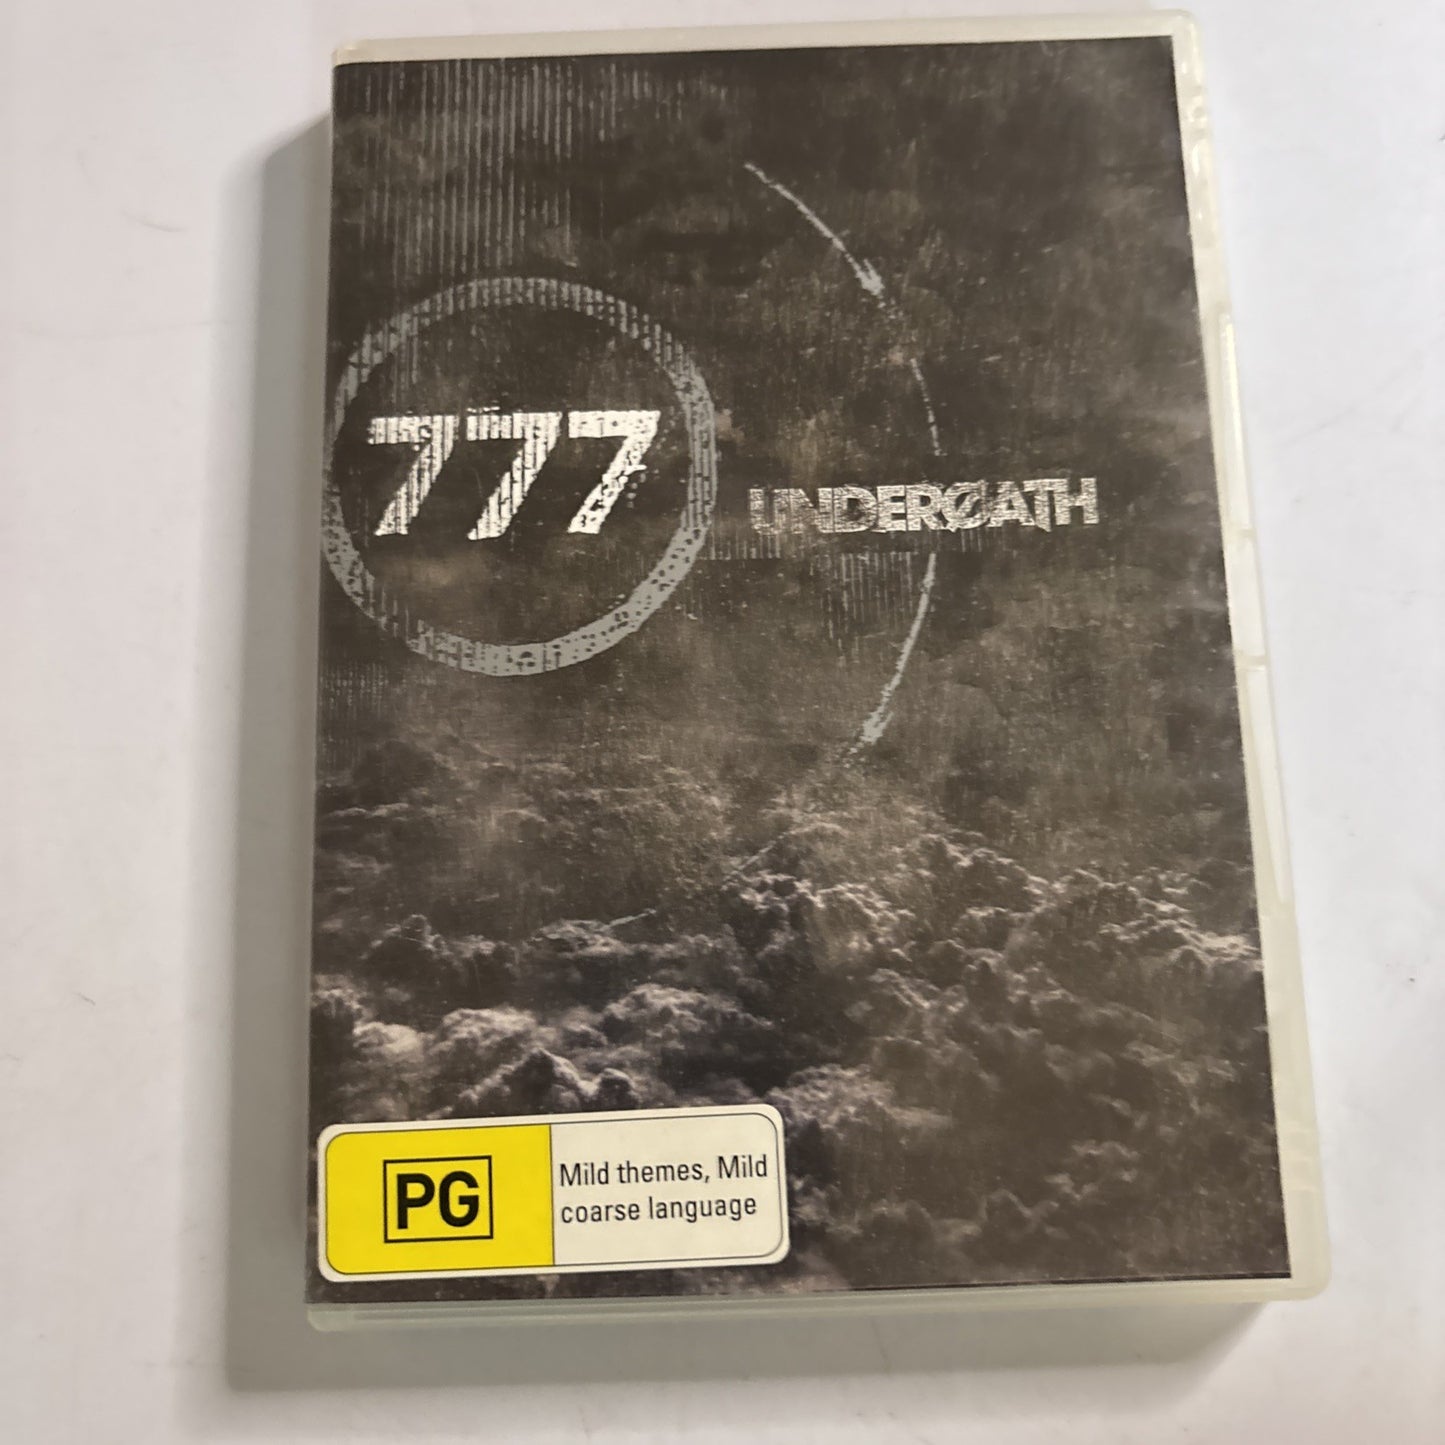 777
UNDERØATH
PG
Mild themes, Mild
coarse language